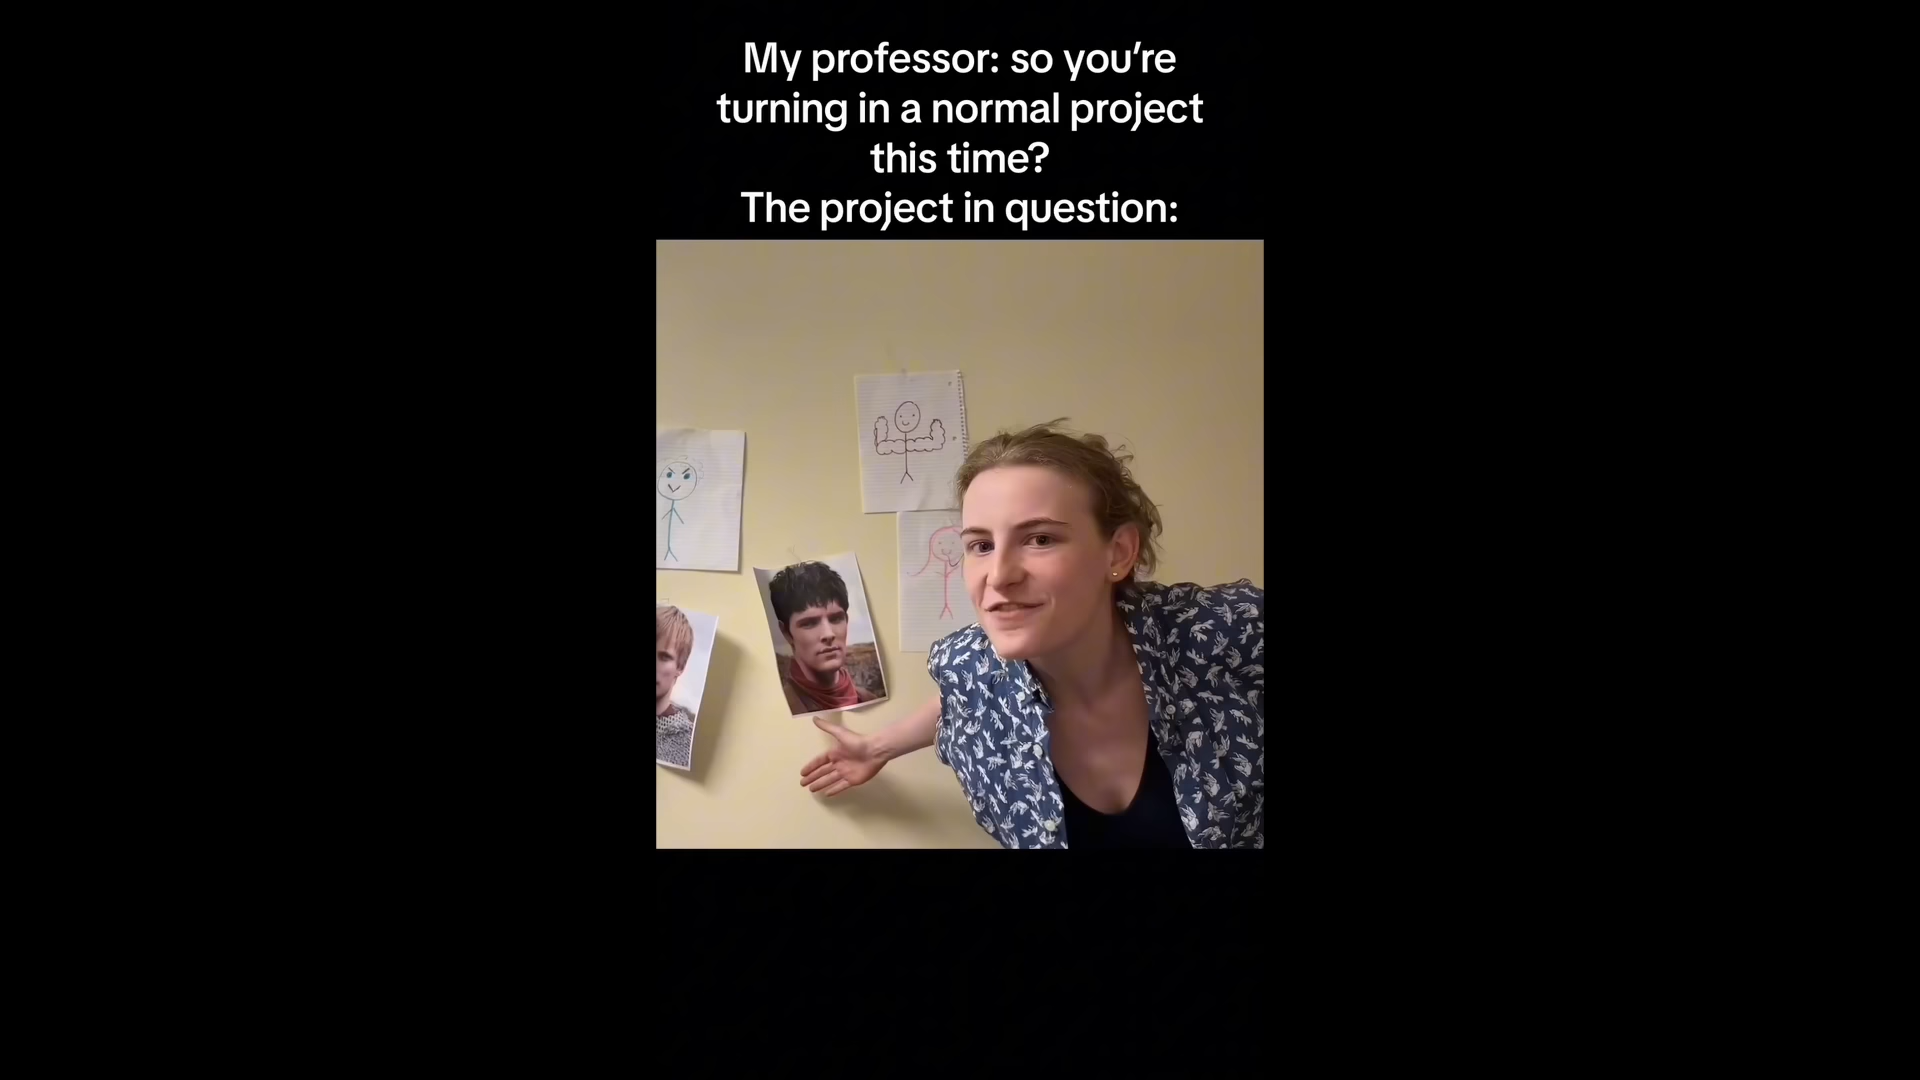 My professor: so you’re
turning in a normal project
this time?
The project in question: